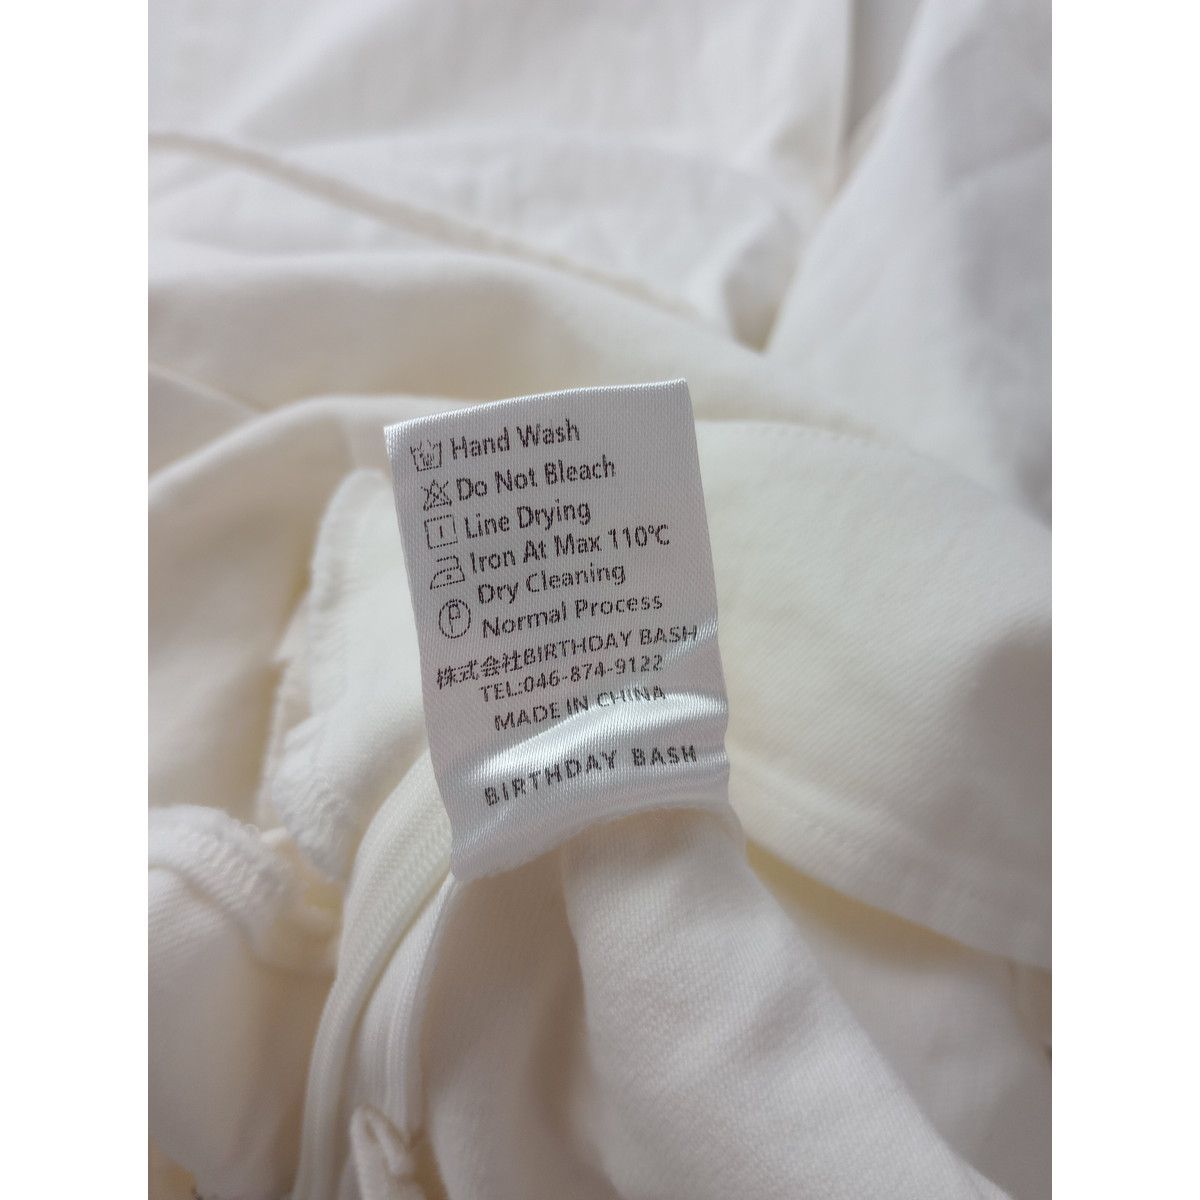 Hand Wash
Do Not Bleach
Line Drying
Iron At Max 110℃
Dry Cleaning
Normal Process
株式会社BIRTHDAY BASH
TEL:046-874-9122
MADE IN CHINA
BIRTHDAY BASH